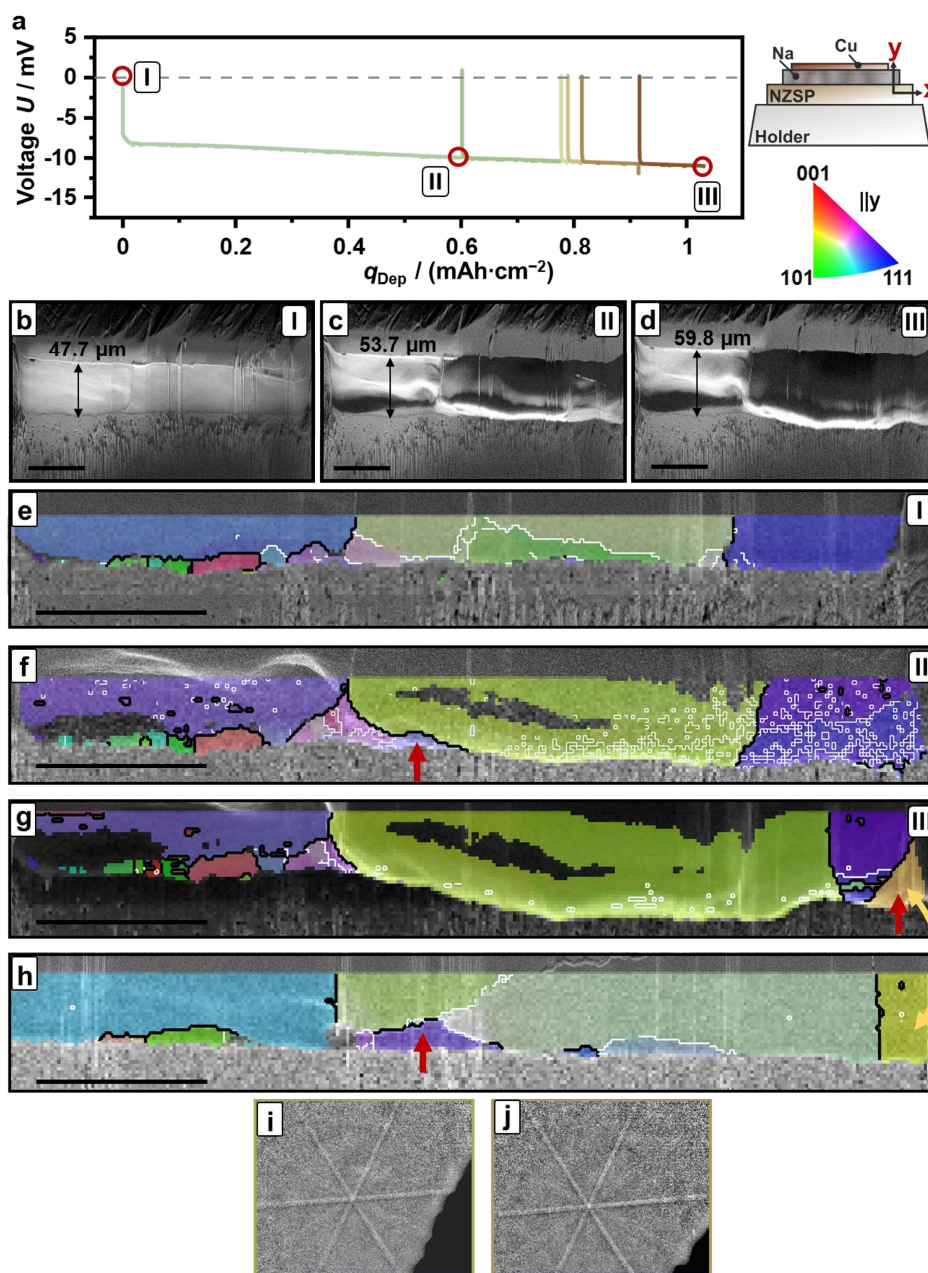 a
Voltage U / mV
5
0
-5
-10
-15
I
II
III
0
0.2
0.4
0.6
0.8
1
qDep / (mAh·cm−2)
Na
Cu
y
x
NZSP
Holder
001
||y
101
111
b
I
47.7 µm
c
II
53.7 µm
d
III
59.8 µm
e
I
f
II
g
III
h
i
j